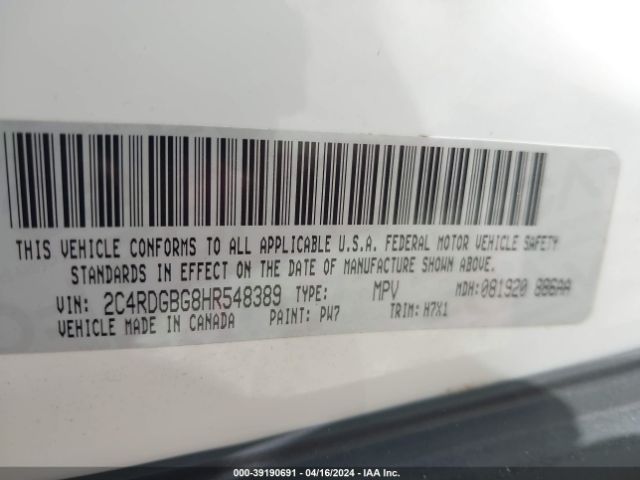 THIS VEHICLE CONFORMS TO ALL APPLICABLE U.S.A. FEDERAL MOTOR VEHICLE SAFETY
STANDARDS IN EFFECT ON THE DATE OF MANUFACTURE SHOWN ABOVE.
VIN: 2C4RDGBG8HR548389 TYPE: MPV MDH: 081920 886AA
VEHICLE MADE IN CANADA PAINT: PW7 TRIM: H7X1
000-39190691 - 04/16/2024 - IAA Inc.